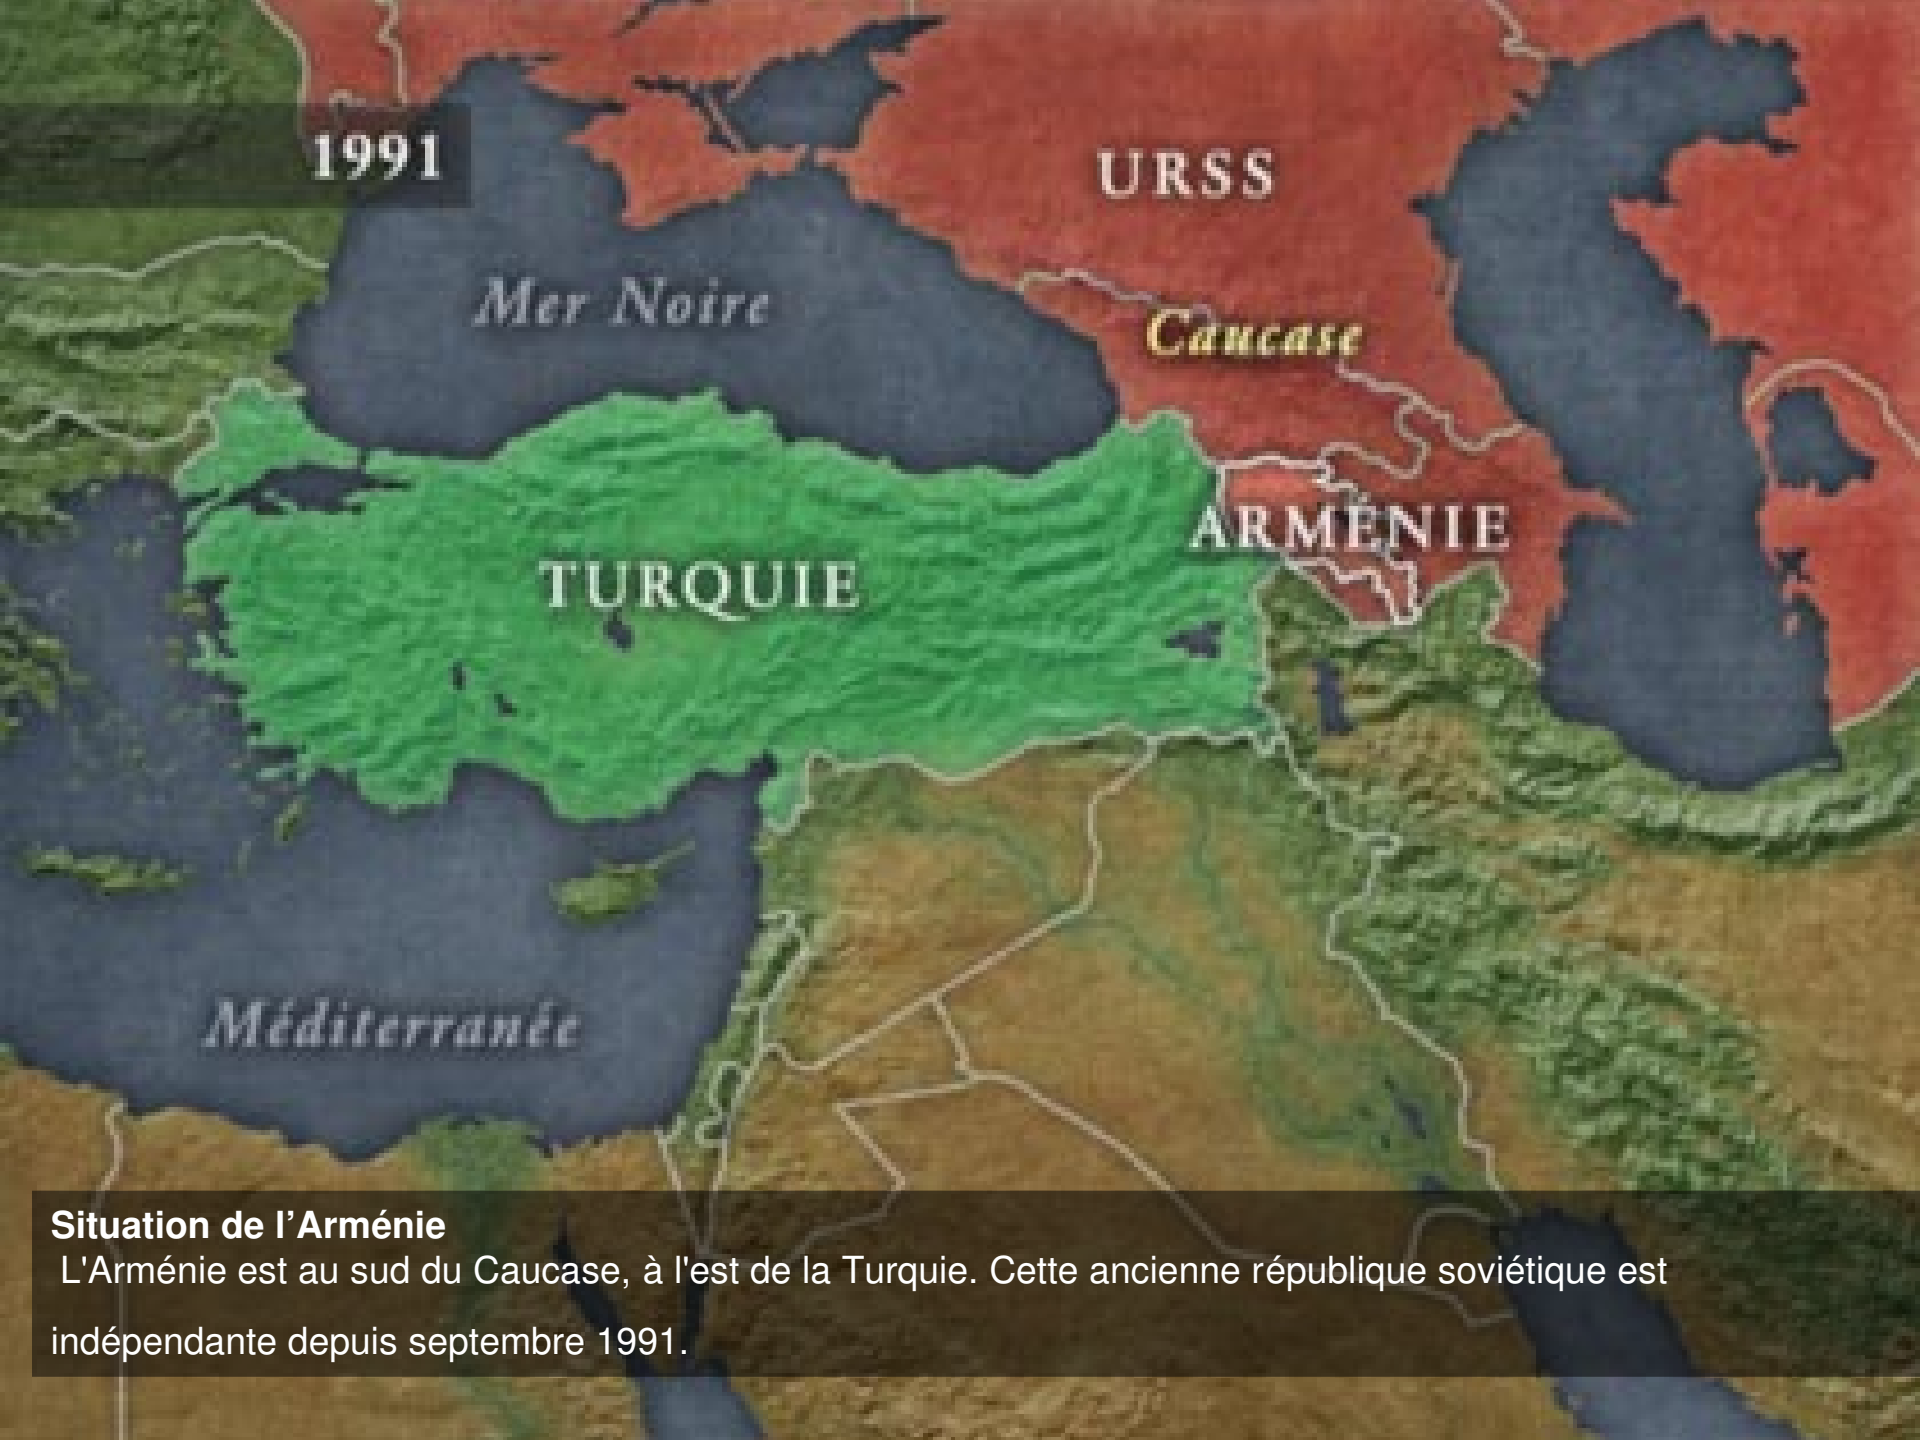 1991
URSS
Mer Noire
Caucase
ARMÉNIE
TURQUIE
Méditerranée
Situation de l’Arménie
L'Arménie est au sud du Caucase, à l'est de la Turquie. Cette ancienne république soviétique est
indépendante depuis septembre 1991.